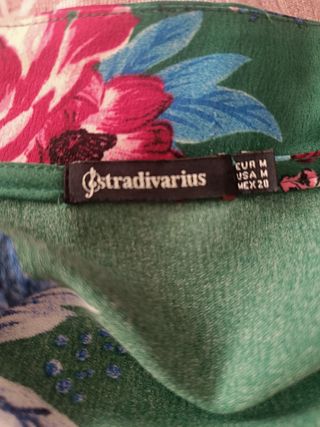 stradivarius
EUR M
USA M
MEX 28